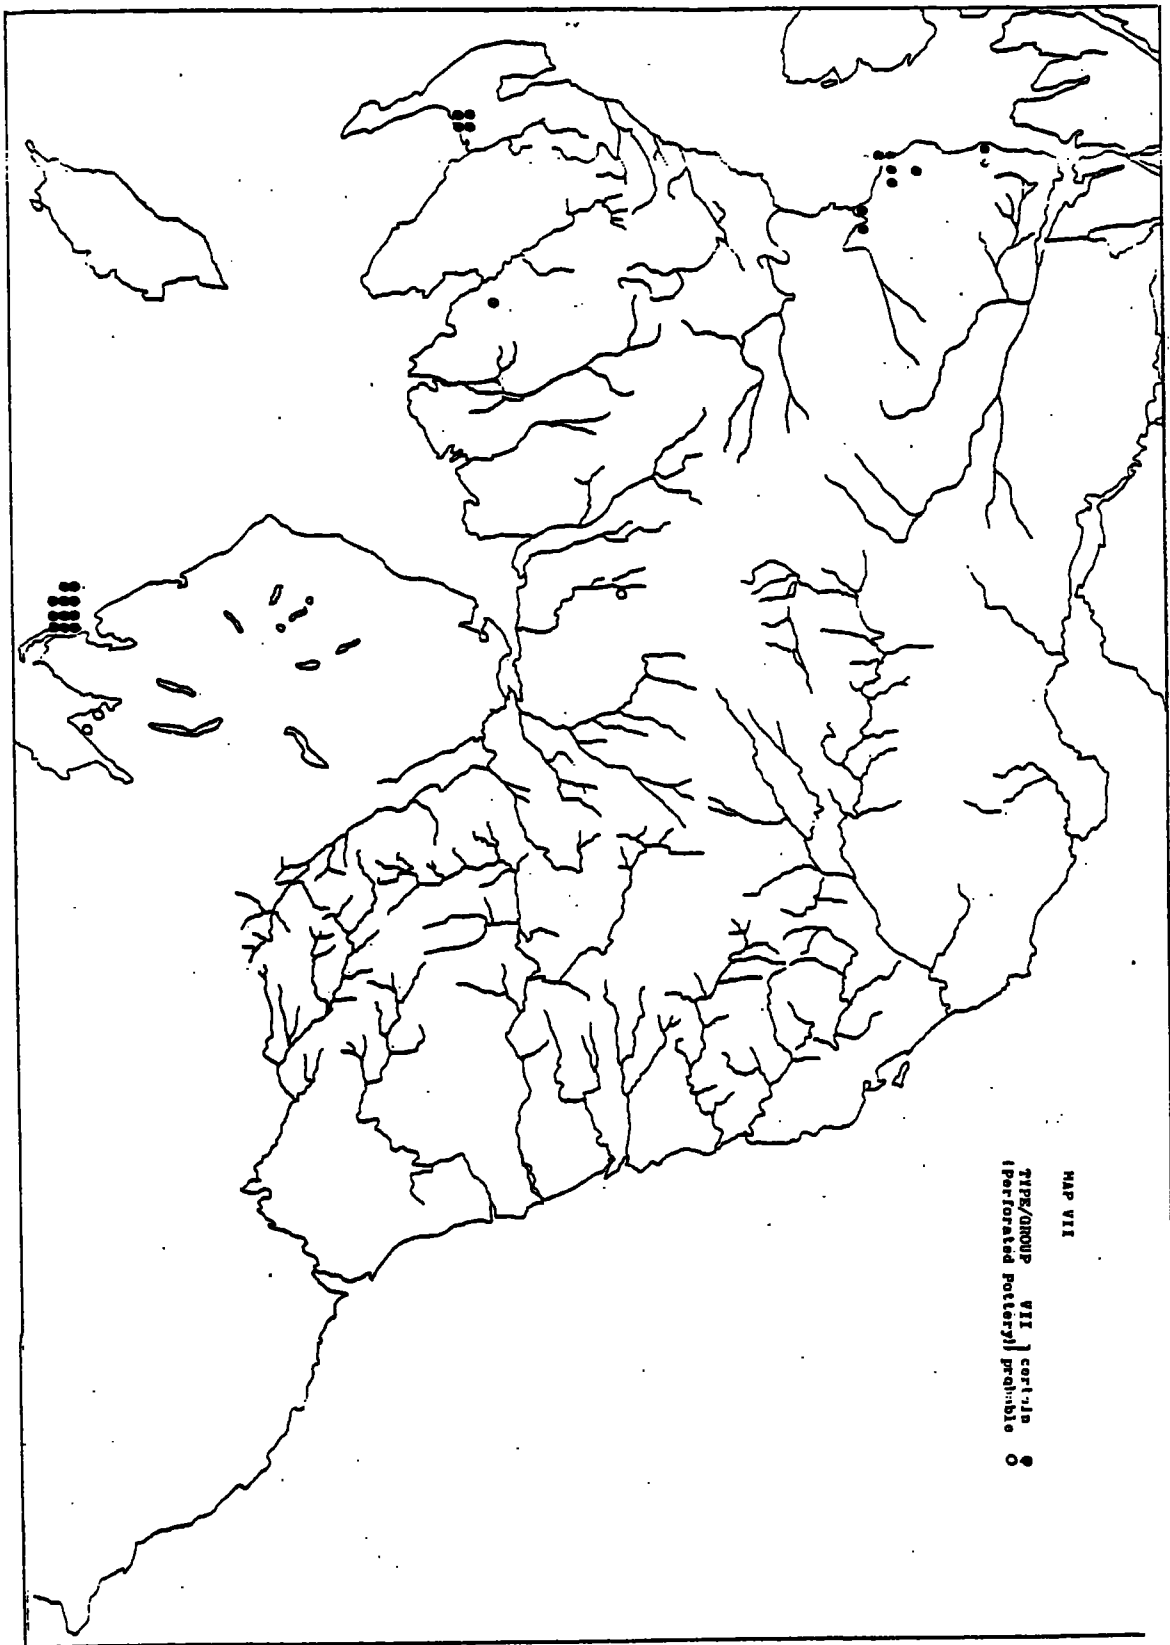 MAP VII
TYPE/GROUP VII ] certain ●
(Perforated Pottery)] probable ○